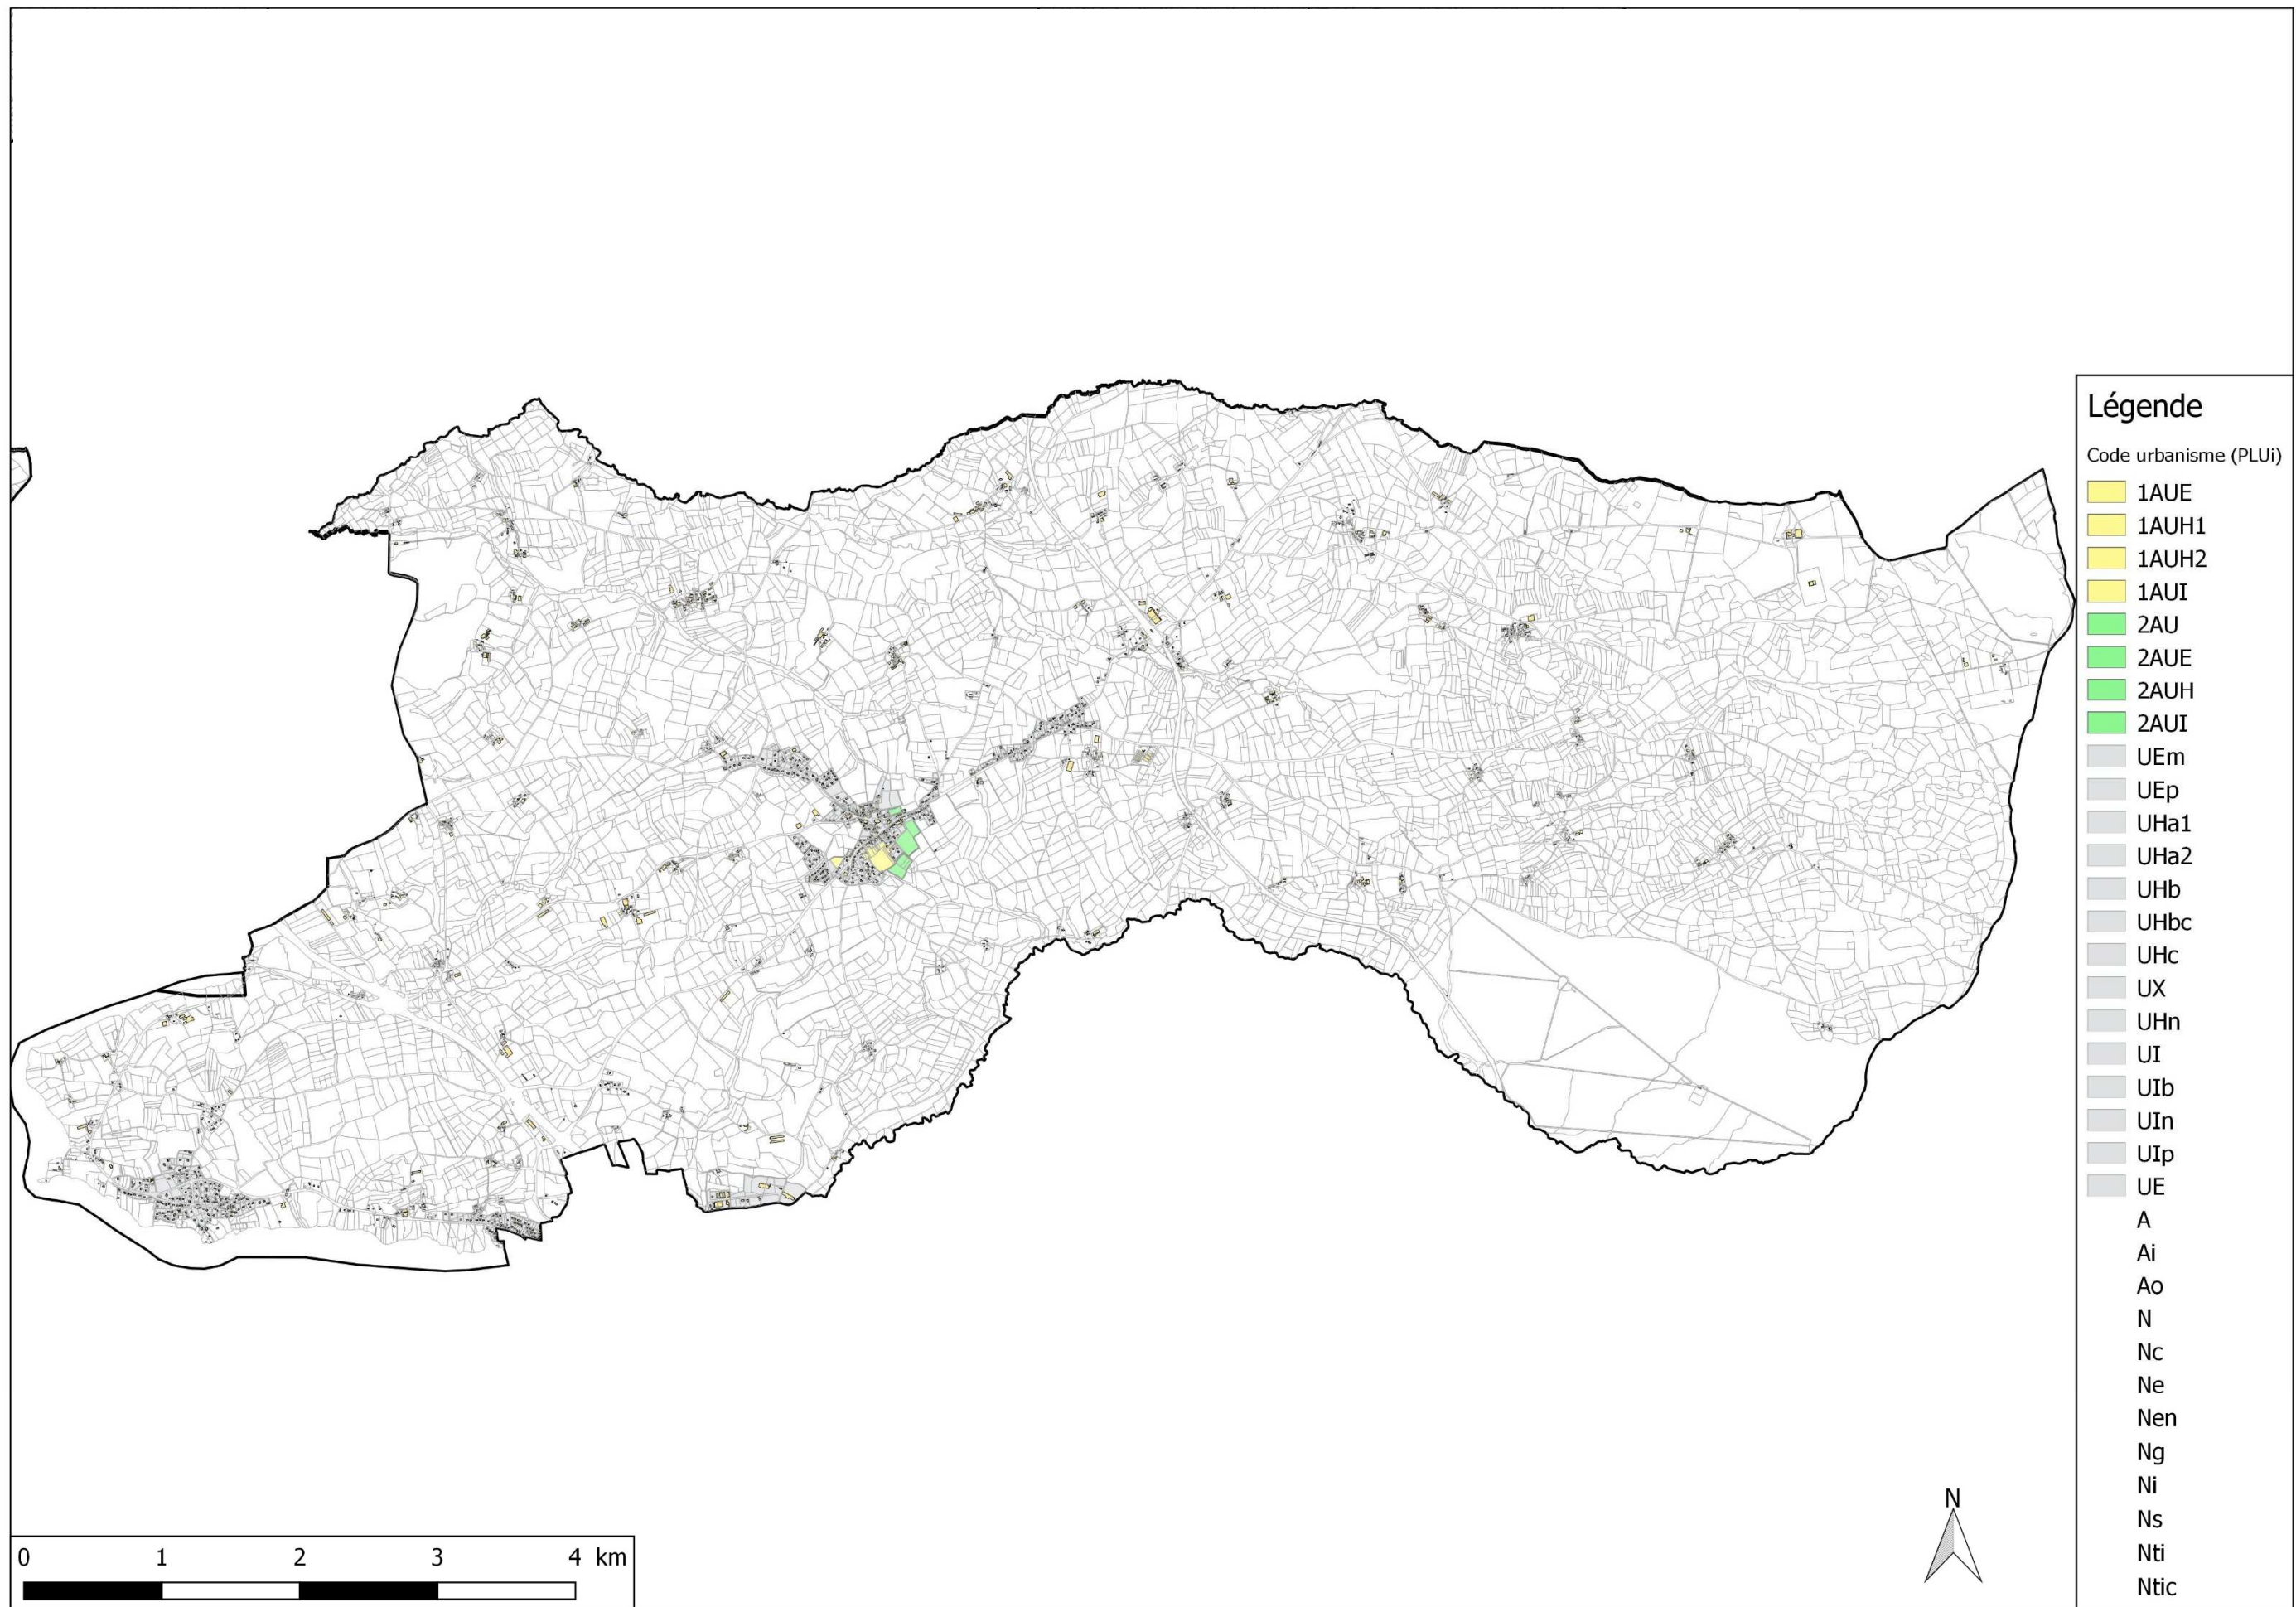 Légende
Code urbanisme (PLUi)
1AUE
1AUH1
1AUH2
1AUI
2AU
2AUE
2AUH
2AUI
UEm
UEp
UHa1
UHa2
UHb
UHbc
UHc
UX
UHn
UI
UIb
UIn
UIp
UE
A
Ai
Ao
N
Nc
Ne
Nen
Ng
Ni
Ns
Nti
Ntic
N
0 1 2 3 4 km